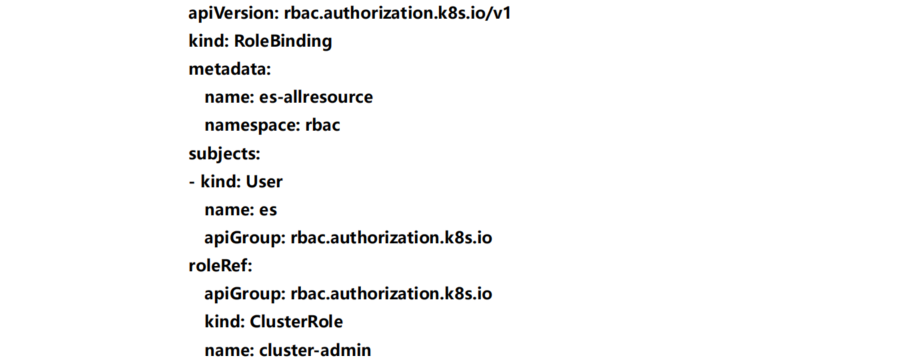 apiVersion: rbac.authorization.k8s.io/v1
kind: RoleBinding
metadata:
  name: es-allresource
  namespace: rbac
subjects:
- kind: User
  name: es
  apiGroup: rbac.authorization.k8s.io
roleRef:
  apiGroup: rbac.authorization.k8s.io
  kind: ClusterRole
  name: cluster-admin